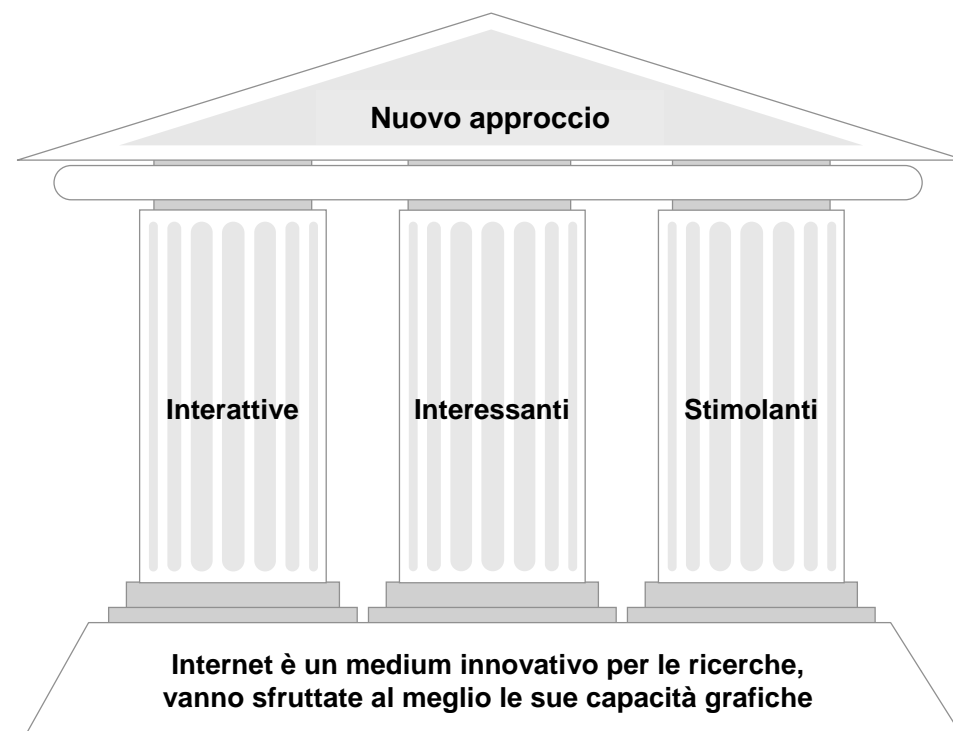 Nuovo approccio
Interattive
Interessanti
Stimolanti
Internet è un medium innovativo per le ricerche,
vanno sfruttate al meglio le sue capacità grafiche